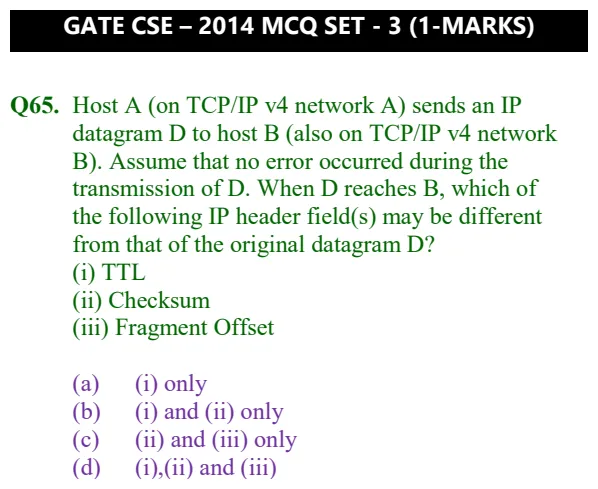 GATE CSE – 2014 MCQ SET - 3 (1-MARKS)
Q65. Host A (on TCP/IP v4 network A) sends an IP
datagram D to host B (also on TCP/IP v4 network
B). Assume that no error occurred during the
transmission of D. When D reaches B, which of
the following IP header field(s) may be different
from that of the original datagram D?
(i) TTL
(ii) Checksum
(iii) Fragment Offset
(a) (i) only
(b) (i) and (ii) only
(c) (ii) and (iii) only
(d) (i),(ii) and (iii)